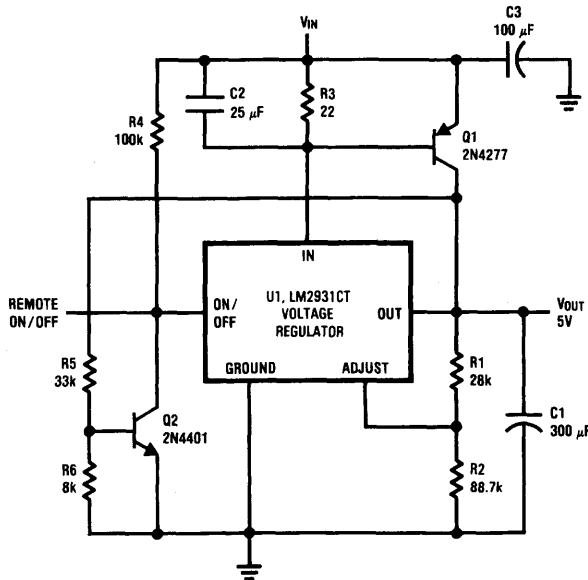 C3
100 µF
VIN
C2
25 µF
R3
22
R4
100k
Q1
2N4277
IN
U1, LM2931CT
VOLTAGE
REGULATOR
REMOTE
ON/OFF
ON/
OFF
OUT
VOUT
5V
GROUND
ADJUST
R5
33k
R1
28k
Q2
2N4401
C1
300 µF
R6
8k
R2
88.7k